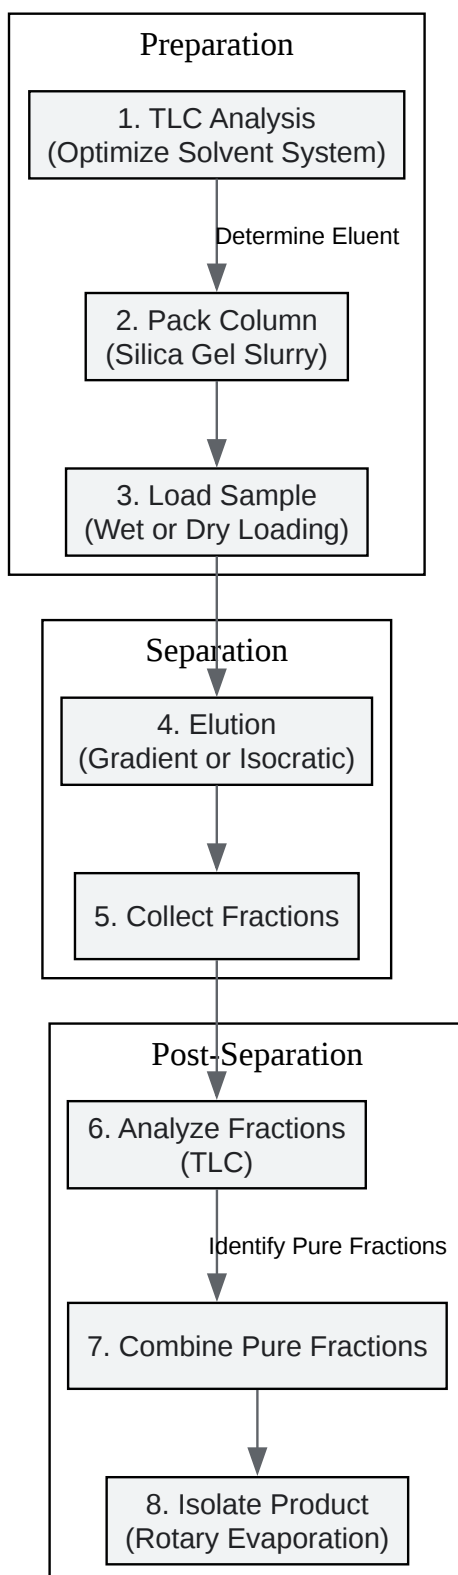 Preparation
1. TLC Analysis
(Optimize Solvent System)
Determine Eluent
2. Pack Column
(Silica Gel Slurry)
3. Load Sample
(Wet or Dry Loading)
Separation
4. Elution
(Gradient or Isocratic)
5. Collect Fractions
Post-Separation
6. Analyze Fractions
(TLC)
Identify Pure Fractions
7. Combine Pure Fractions
8. Isolate Product
(Rotary Evaporation)